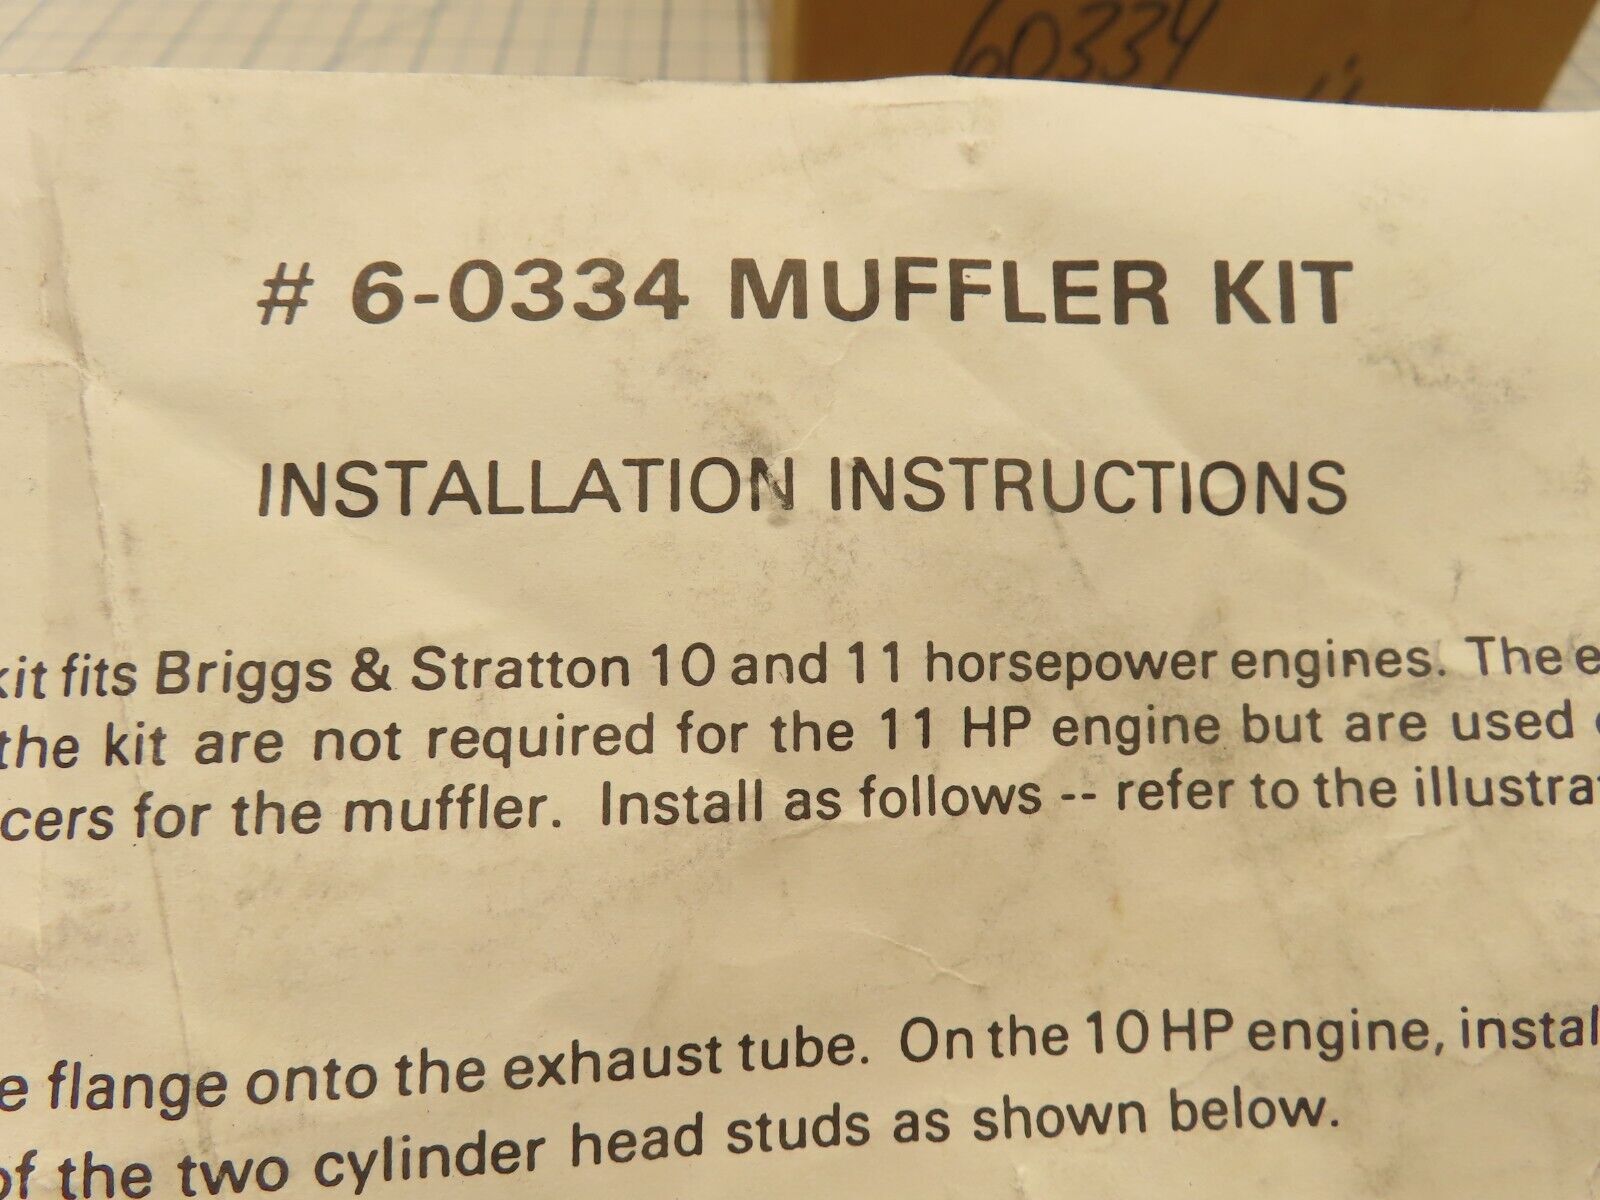 60334
# 6-0334 MUFFLER KIT
INSTALLATION INSTRUCTIONS
kit fits Briggs & Stratton 10 and 11 horsepower engines. The e
the kit are not required for the 11 HP engine but are used
cers for the muffler. Install as follows -- refer to the illustrat
e flange onto the exhaust tube. On the 10 HP engine, instal
of the two cylinder head studs as shown below.